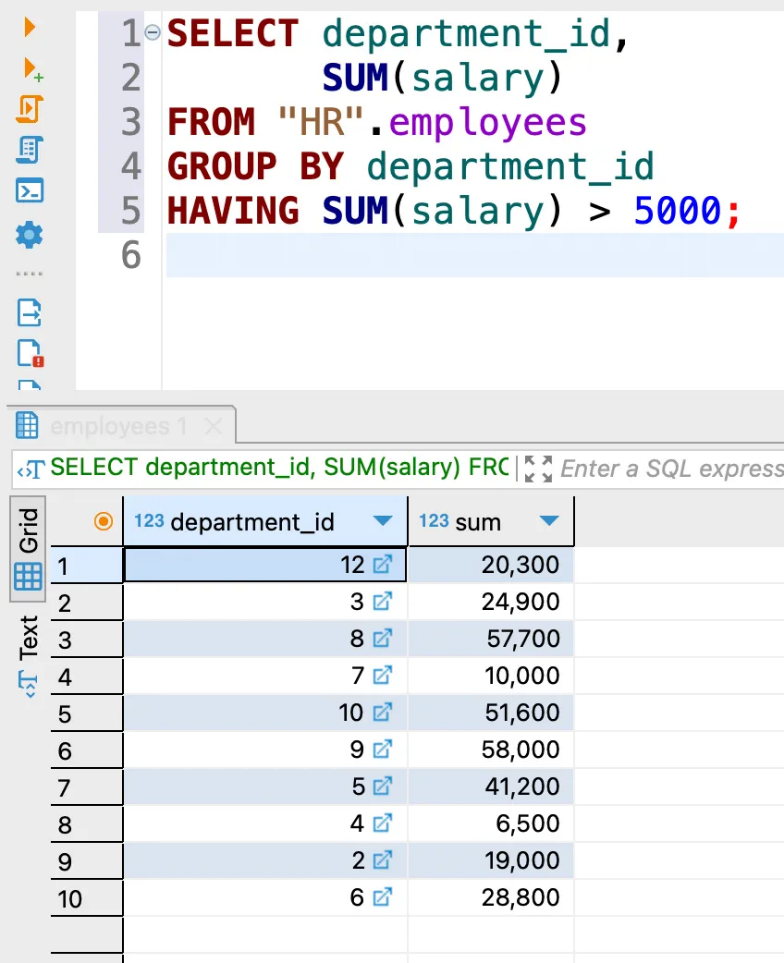 1 SELECT department_id,
2 SUM(salary)
3 FROM "HR".employees
4 GROUP BY department_id
5 HAVING SUM(salary) > 5000;
6
employees 1
SELECT department_id, SUM(salary) FRC Enter a SQL express
Grid
Text
123 department_id 123 sum
1 12 20,300
2 3 24,900
3 8 57,700
4 7 10,000
5 10 51,600
6 9 58,000
7 5 41,200
8 4 6,500
9 2 19,000
10 6 28,800